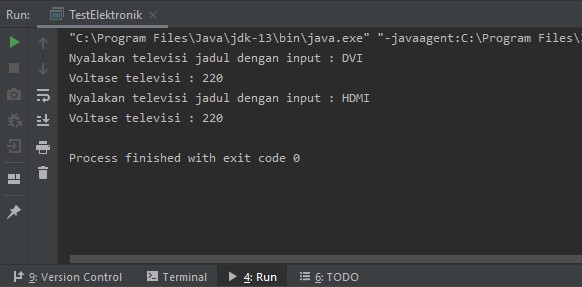 Run: TestElektronik
"C:\Program Files\Java\jdk-13\bin\java.exe" "-javaagent:C:\Program Files\
Nyalakan televisi jadul dengan input : DVI
Voltase televisi : 220
Nyalakan televisi jadul dengan input : HDMI
Voltase televisi : 220
Process finished with exit code 0
9: Version Control Terminal 4: Run 6: TODO